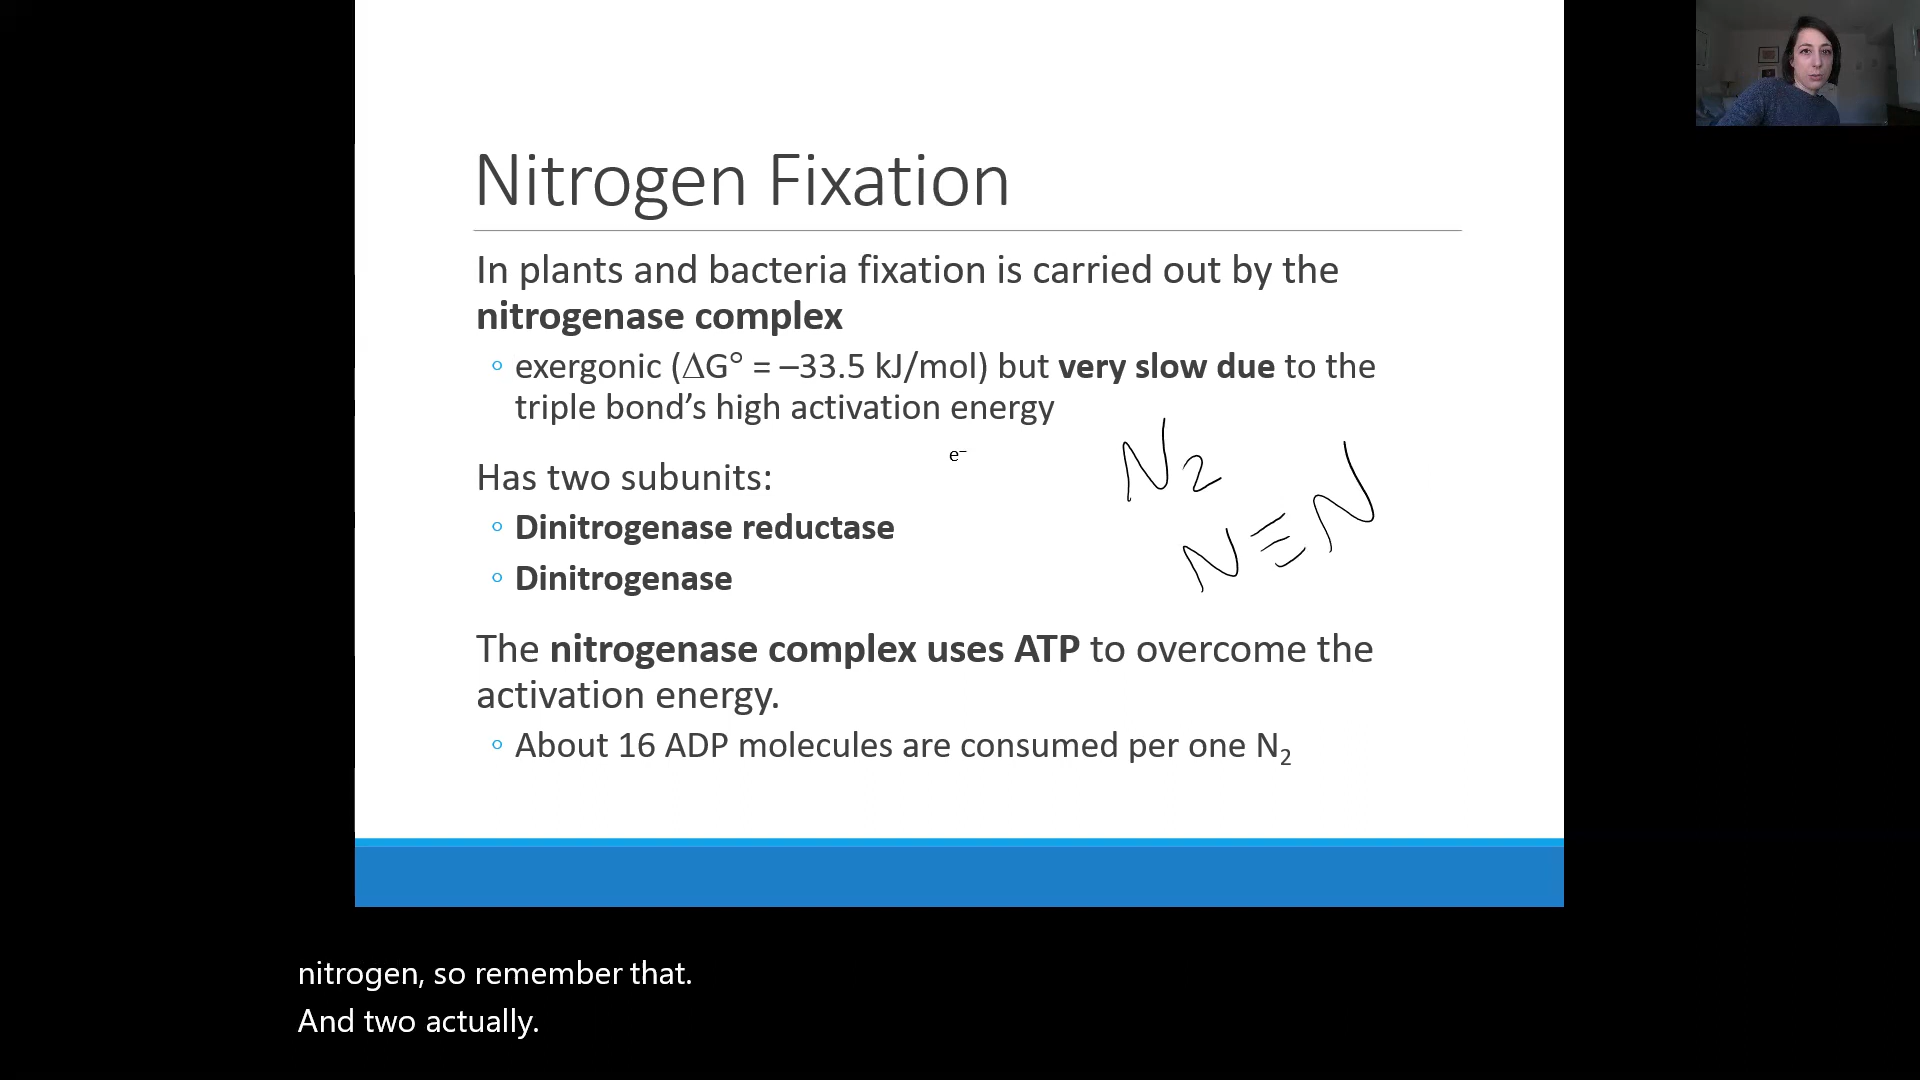 Nitrogen Fixation
In plants and bacteria fixation is carried out by the
nitrogenase complex
◦ exergonic (ΔG° = –33.5 kJ/mol) but very slow due to the
triple bond’s high activation energy
e–
N2
Has two subunits:
N≡N
◦ Dinitrogenase reductase
◦ Dinitrogenase
The nitrogenase complex uses ATP to overcome the
activation energy.
◦ About 16 ADP molecules are consumed per one N2
nitrogen, so remember that.
And two actually.